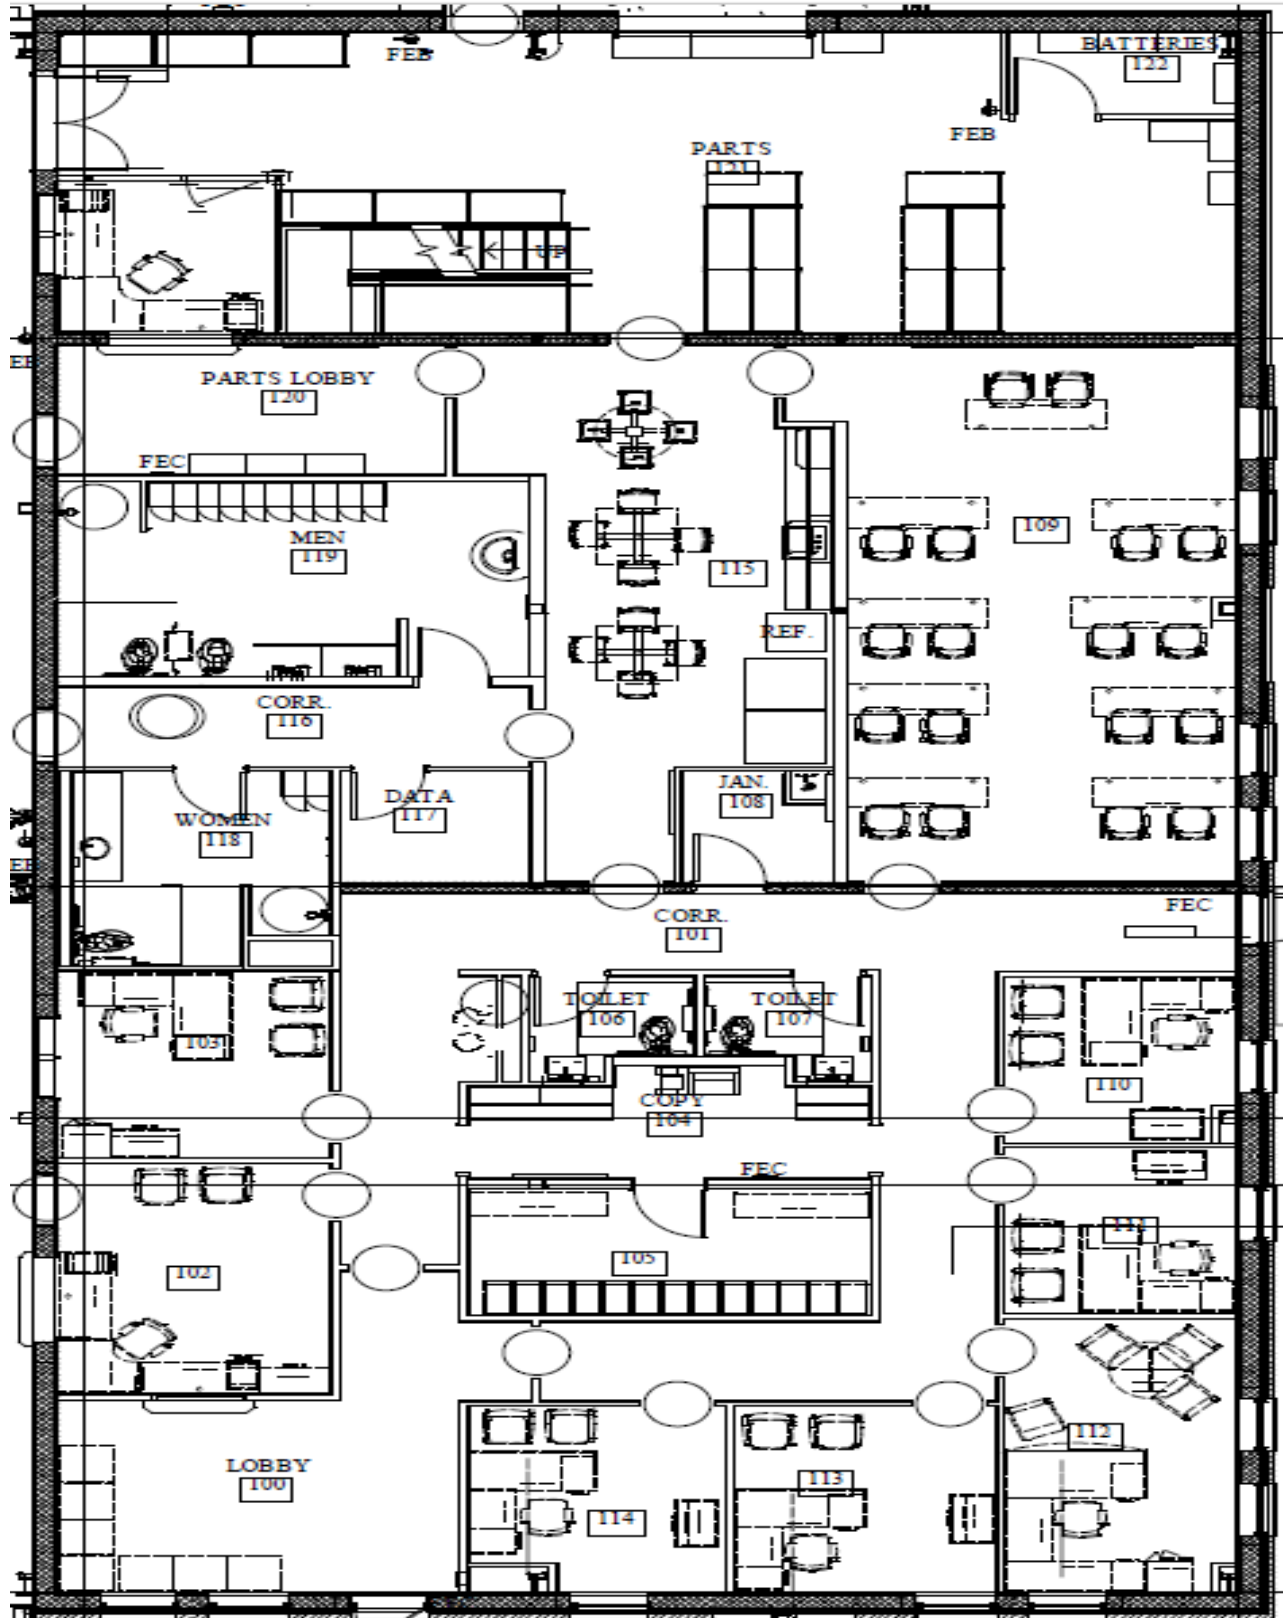 FEB
BATTERIES
122
FEB
PARTS
121
UP
PARTS LOBBY
120
FEC
MEN
119
109
115
REF.
CORR.
116
JAN.
108
DATA
117
WOMEN
118
FEC
CORR.
101
TOILET
106
TOILET
107
103
110
COPY
104
FEC
111
105
102
112
LOBBY
100
113
114